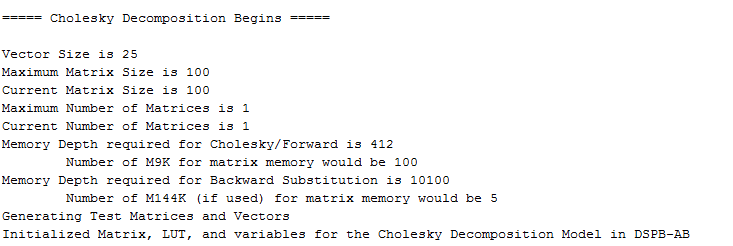 ===== Cholesky Decomposition Begins =====
Vector Size is 25
Maximum Matrix Size is 100
Current Matrix Size is 100
Maximum Number of Matrices is 1
Current Number of Matrices is 1
Memory Depth required for Cholesky/Forward is 412
Number of M9K for matrix memory would be 100
Memory Depth required for Backward Substitution is 10100
Number of M144K (if used) for matrix memory would be 5
Generating Test Matrices and Vectors
Initialized Matrix, LUT, and variables for the Cholesky Decomposition Model in DSPB-AB